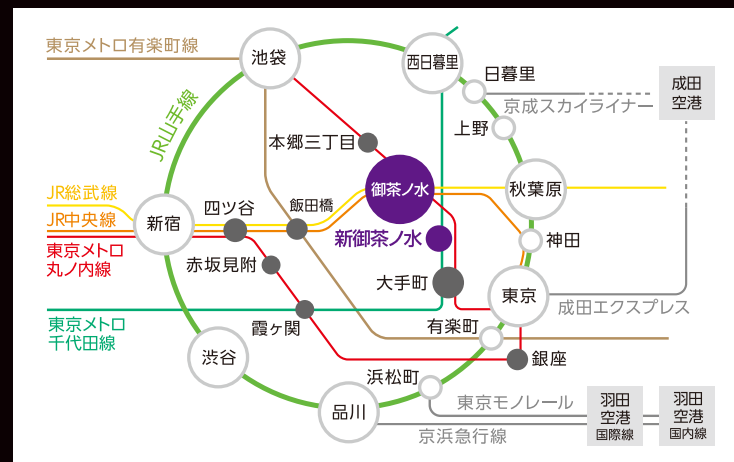 東京メトロ有楽町線
池袋
西日暮里
日暮里
成田
空港
京成スカイライナー
JR山手線
上野
本郷三丁目
御茶ノ水
秋葉原
JR総武線
JR中央線
東京メトロ
丸ノ内線
新宿
四ツ谷
飯田橋
新御茶ノ水
神田
赤坂見附
大手町
東京
成田エクスプレス
東京メトロ
千代田線
霞ヶ関
有楽町
渋谷
銀座
浜松町
品川
東京モノレール
京浜急行線
羽田
空港
国際線
羽田
空港
国内線